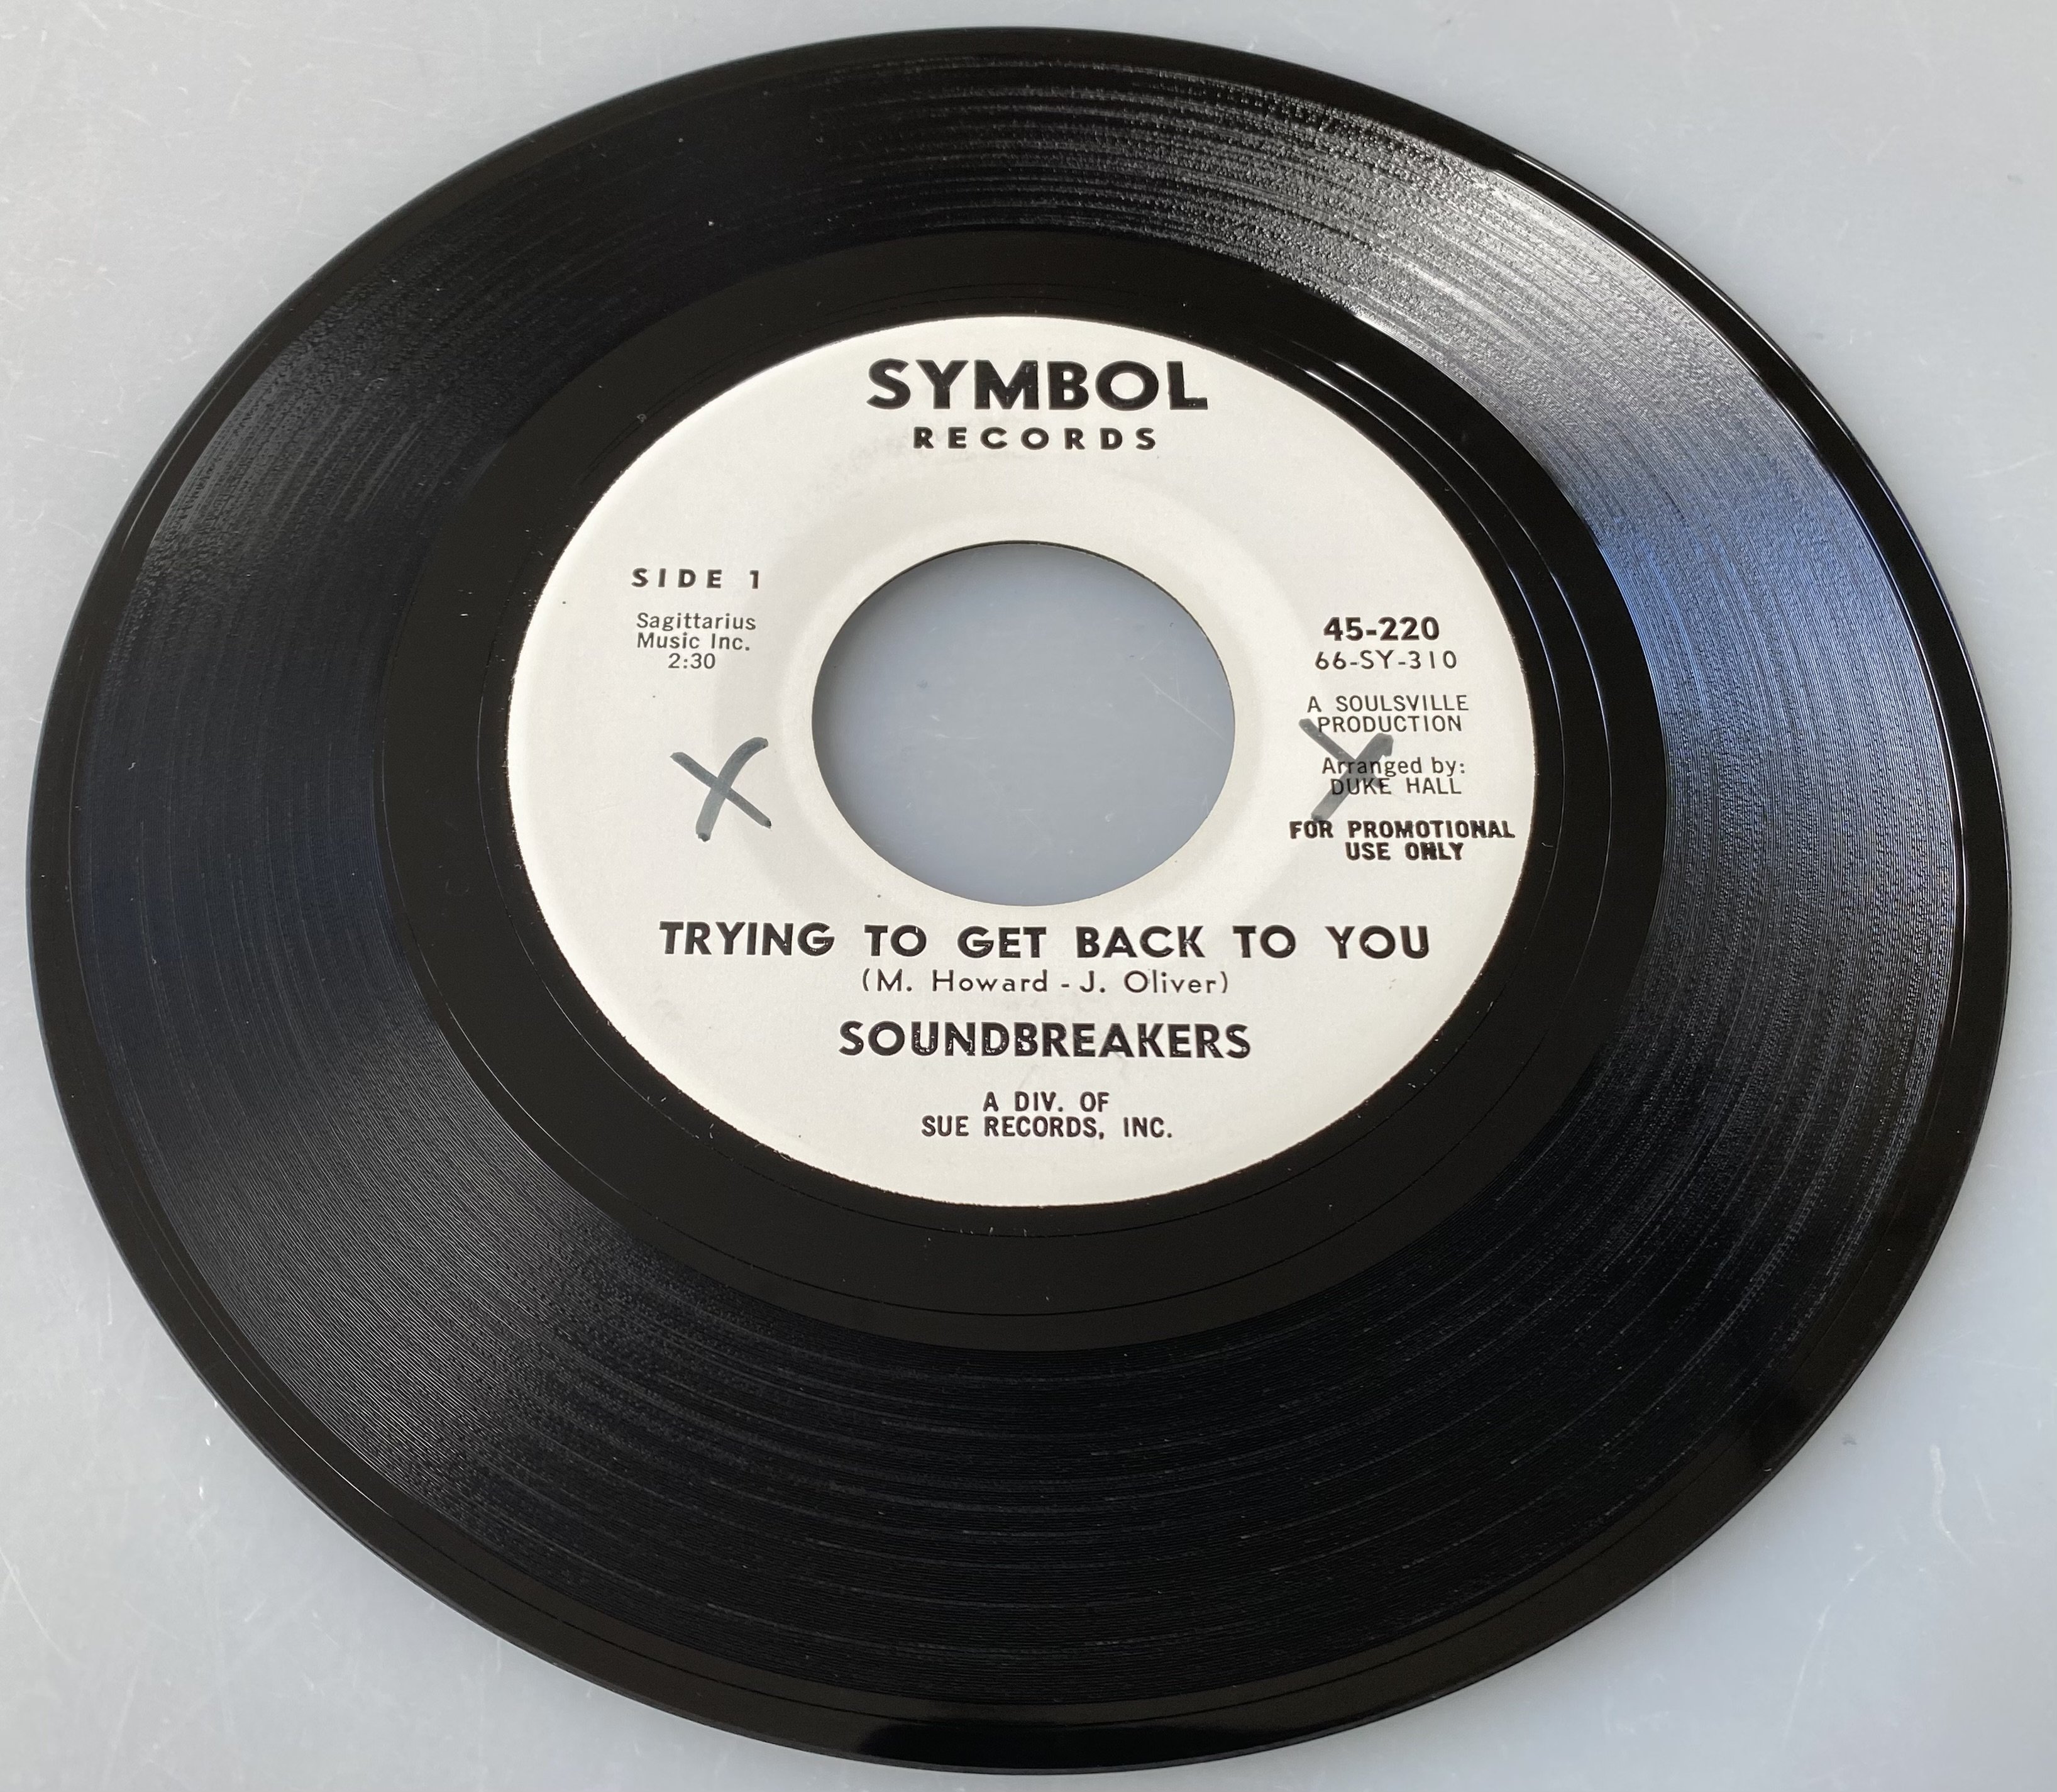 SYMBOL
RECORDS
SIDE 1
Sagittarius
Music Inc.
2:30
X
45-220
66-SY-310
A SOULSVILLE
PRODUCTION
X
Arranged by:
DUKE HALL
FOR PROMOTIONAL
USE ONLY
TRYING TO GET BACK TO YOU
(M. Howard - J. Oliver)
SOUNDBREAKERS
A DIV. OF
SUE RECORDS, INC.